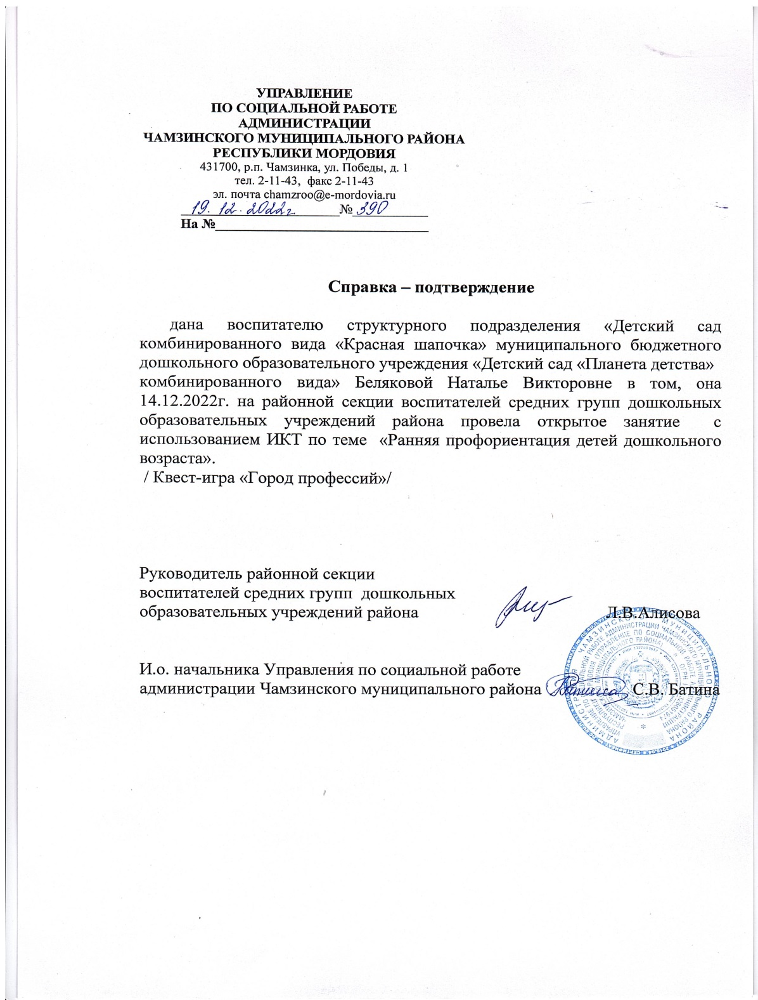 УПРАВЛЕНИЕ
ПО СОЦИАЛЬНОЙ РАБОТЕ
АДМИНИСТРАЦИИ
ЧАМЗИНСКОГО МУНИЦИПАЛЬНОГО РАЙОНА
РЕСПУБЛИКИ МОРДОВИЯ
431700, р.п. Чамзинка, ул. Победы, д. 1
тел. 2-11-43, факс 2-11-43
эл. почта chamzroo@e-mordovia.ru
19.12.2022г. № 390
На №
Справка – подтверждение
дана воспитателю структурного подразделения «Детский сад
комбинированного вида «Красная шапочка» муниципального бюджетного
дошкольного образовательного учреждения «Детский сад «Планета детства»
комбинированного вида» Беляковой Наталье Викторовне в том, она
14.12.2022г. на районной секции воспитателей средних групп дошкольных
образовательных учреждений района провела открытое занятие с
использованием ИКТ по теме «Ранняя профориентация детей дошкольного
возраста».
/ Квест-игра «Город профессий»/
Руководитель районной секции
воспитателей средних групп дошкольных
образовательных учреждений района Л.В.Алисова
И.о. начальника Управления по социальной работе
администрации Чамзинского муниципального района Батина С.В. Батина
АДМИНИСТРАЦИЯ ЧАМЗИНСКОГО МУНИЦИПАЛЬНОГО РАЙОНА